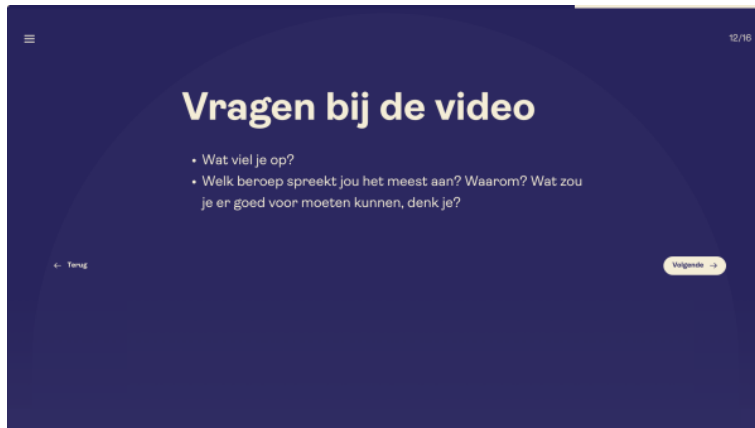 12/16
Vragen bij de video
• Wat viel je op?
• Welk beroep spreekt jou het meest aan? Waarom? Wat zou
je er goed voor moeten kunnen, denk je?
← Terug
Volgende →